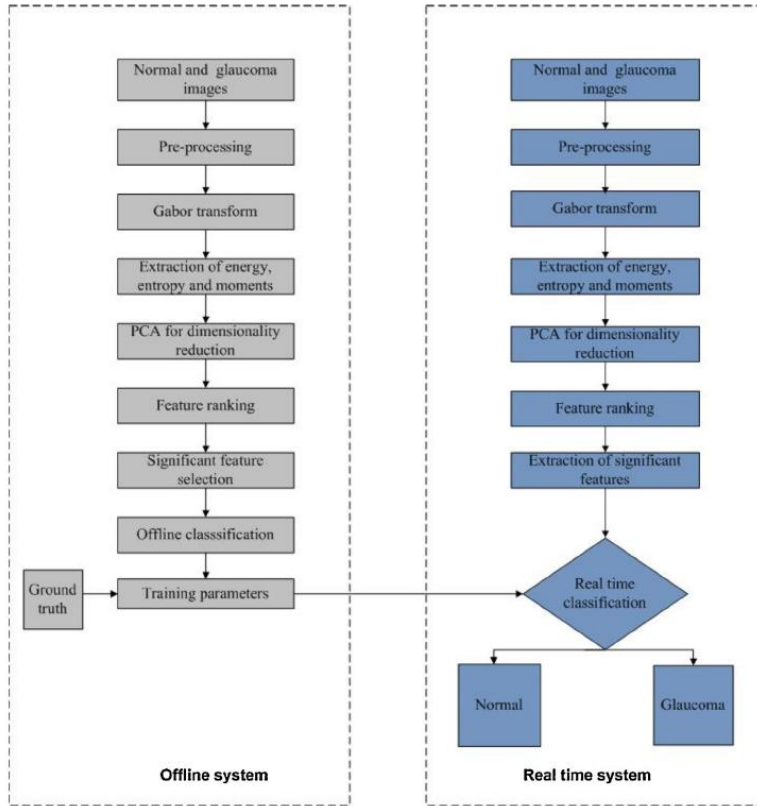 Normal and glaucoma
images
Pre-processing
Gabor transform
Extraction of energy,
entropy and moments
PCA for dimensionality
reduction
Feature ranking
Significant feature
selection
Offline classsification
Ground
truth
Training parameters
Offline system
Normal and glaucoma
images
Pre-processing
Gabor transform
Extraction of energy,
entropy and moments
PCA for dimensionality
reduction
Feature ranking
Extraction of significant
features
Real time
classification
Normal
Glaucoma
Real time system